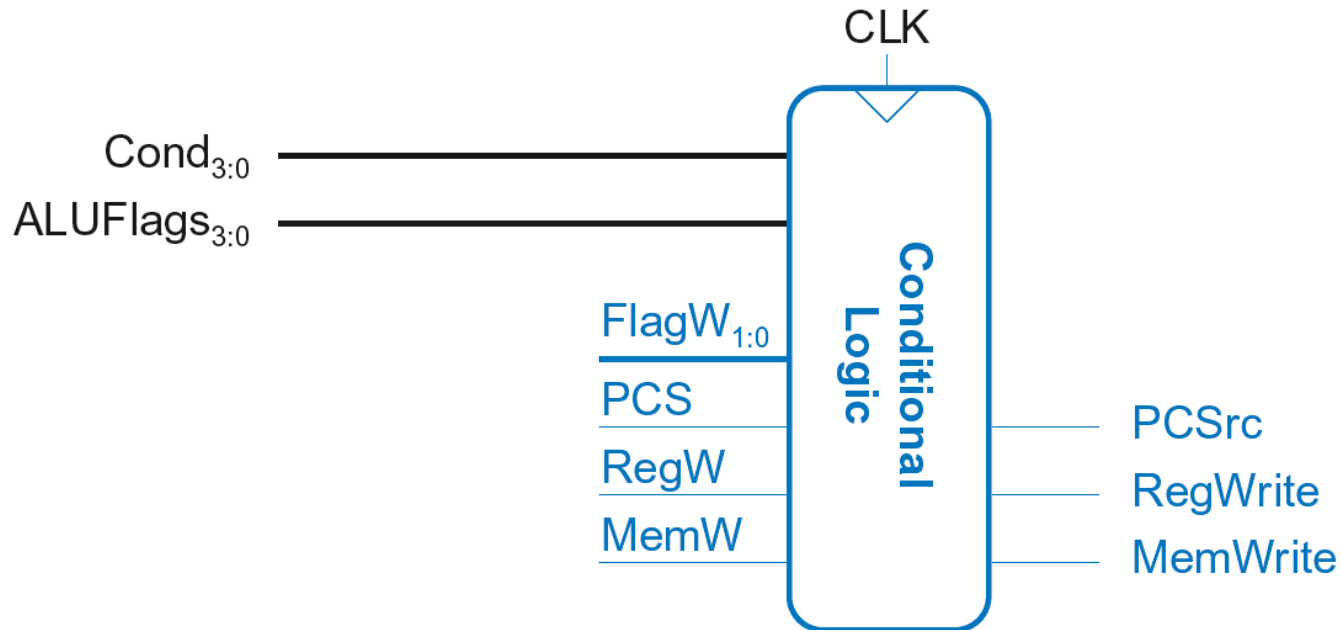 CLK
Cond3:0
ALUFlags3:0
Conditional
Logic
FlagW1:0
PCS
PCSrc
RegW
RegWrite
MemW
MemWrite